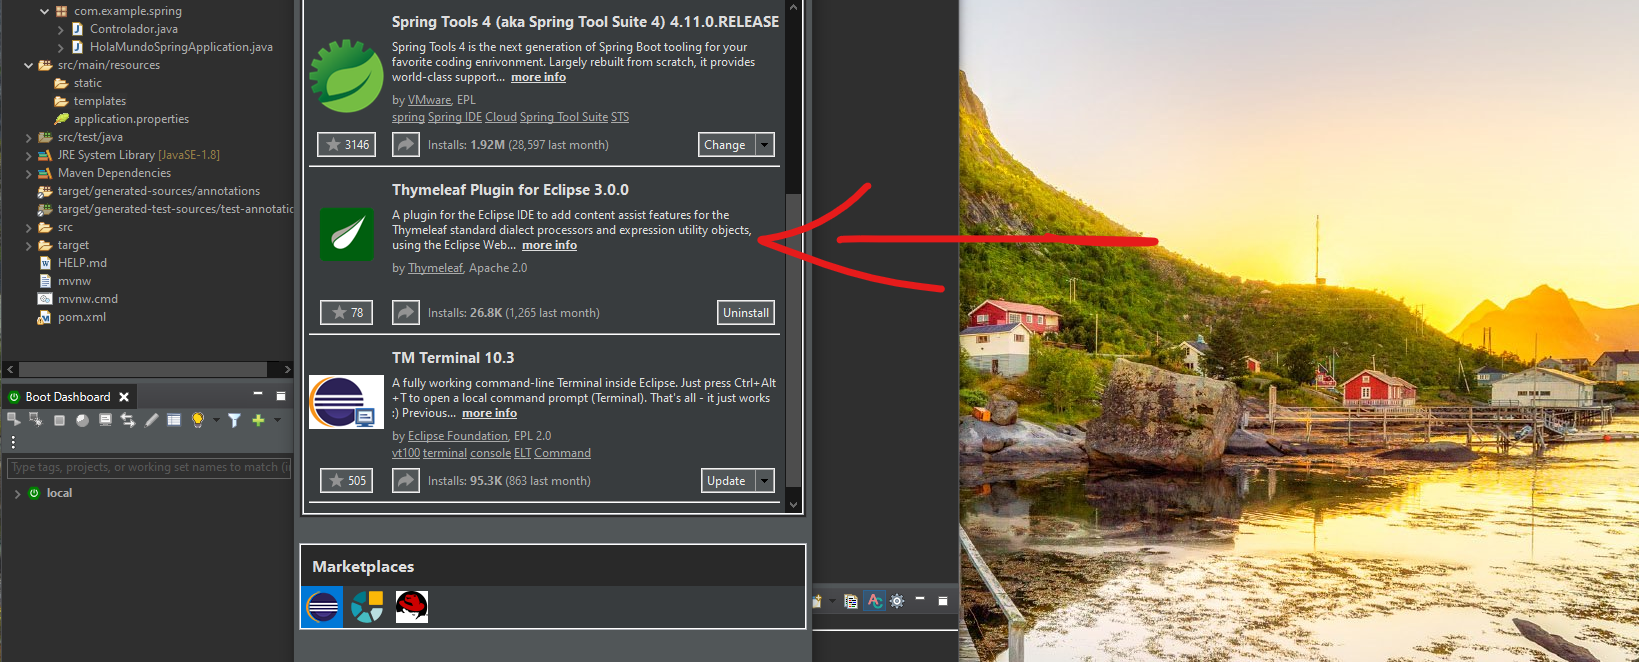 com.example.spring
Controlador.java
HolaMundoSpringApplication.java
src/main/resources
static
templates
application.properties
src/test/java
JRE System Library [JavaSE-1.8]
Maven Dependencies
target/generated-sources/annotations
target/generated-test-sources/test-annotatio
src
target
HELP.md
mvnw
mvnw.cmd
pom.xml
Boot Dashboard
Type tags, projects, or working set names to match (i
local
Spring Tools 4 (aka Spring Tool Suite 4) 4.11.0.RELEASE
Spring Tools 4 is the next generation of Spring Boot tooling for your
favorite coding enrivonment. Largely rebuilt from scratch, it provides
world-class support... more info
by VMware, EPL
spring Spring IDE Cloud Spring Tool Suite STS
3146 Installs: 1.92M (28,597 last month) Change
Thymeleaf Plugin for Eclipse 3.0.0
A plugin for the Eclipse IDE to add content assist features for the
Thymeleaf standard dialect processors and expression utility objects,
using the Eclipse Web... more info
by Thymeleaf, Apache 2.0
78 Installs: 26.8K (1,265 last month) Uninstall
TM Terminal 10.3
A fully working command-line Terminal inside Eclipse. Just press Ctrl+Alt
+T to open a local command prompt (Terminal). That's all - it just works
:) Previous... more info
by Eclipse Foundation, EPL 2.0
vt100 terminal console ELT Command
505 Installs: 95.3K (863 last month) Update
Marketplaces